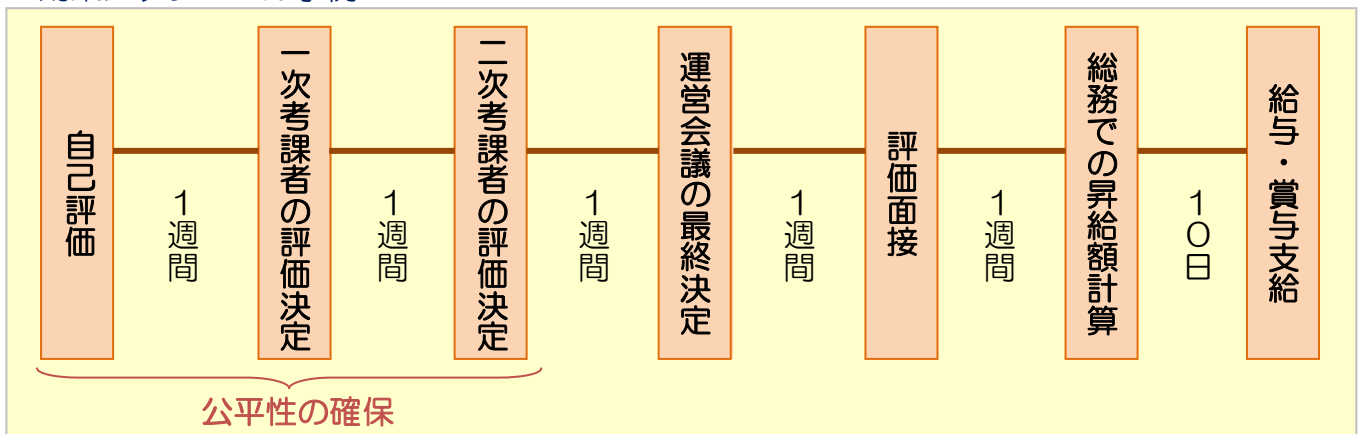 自己評価
1週間
一次考課者の評価決定
1週間
二次考課者の評価決定
1週間
運営会議の最終決定
1週間
評価面接
1週間
総務での昇給額計算
10日
給与・賞与支給
公平性の確保